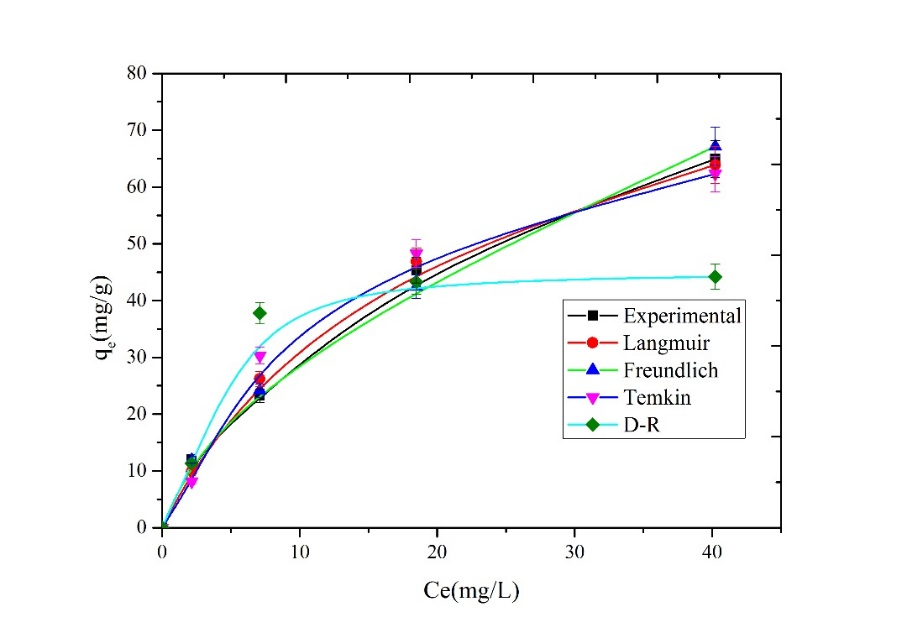 80
70
60
50
40
30
20
10
0
qe(mg/g)
Experimental
Langmuir
Freundlich
Temkin
D-R
0 10 20 30 40
Ce(mg/L)